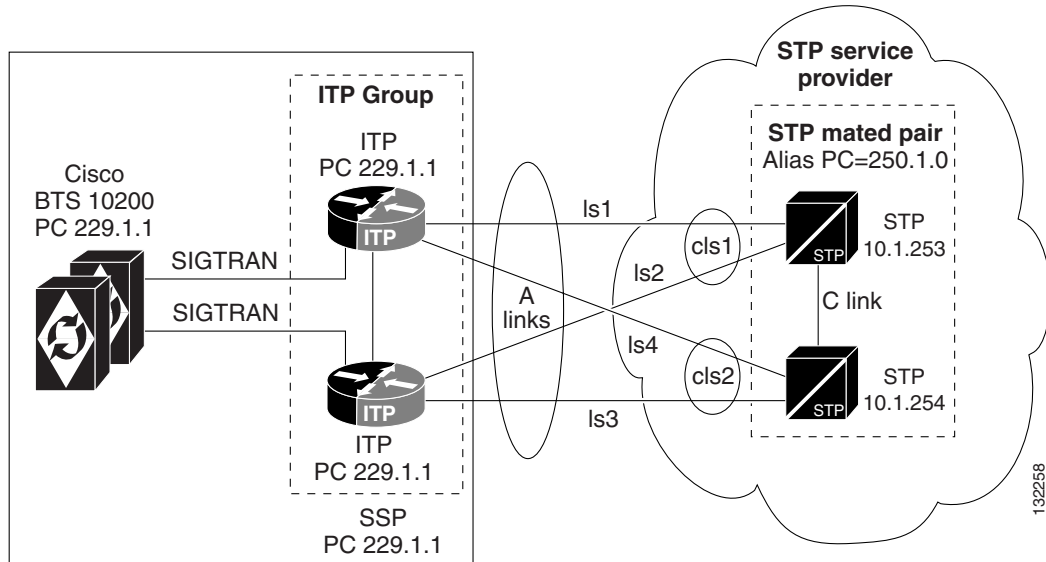 STP service
provider
ITP Group
STP mated pair
Alias PC=250.1.0
ITP
PC 229.1.1
Cisco
BTS 10200
PC 229.1.1
ITP
ls1
STP
STP
10.1.253
cls1
SIGTRAN
ls2
A
links
C link
SIGTRAN
ls4
cls2
ITP
STP
STP
10.1.254
ls3
ITP
PC 229.1.1
SSP
PC 229.1.1
132258